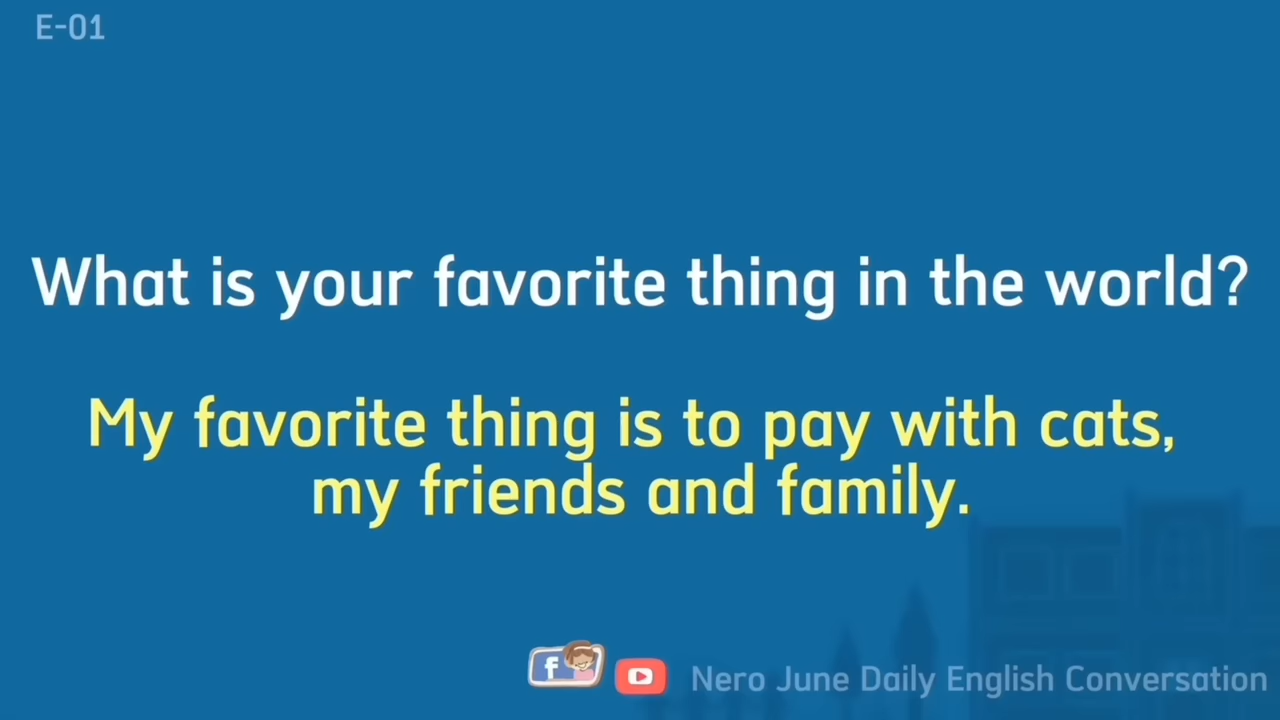 E-01
What is your favorite thing in the world?
My favorite thing is to pay with cats,
my friends and family.
f
Nero June Daily English Conversation